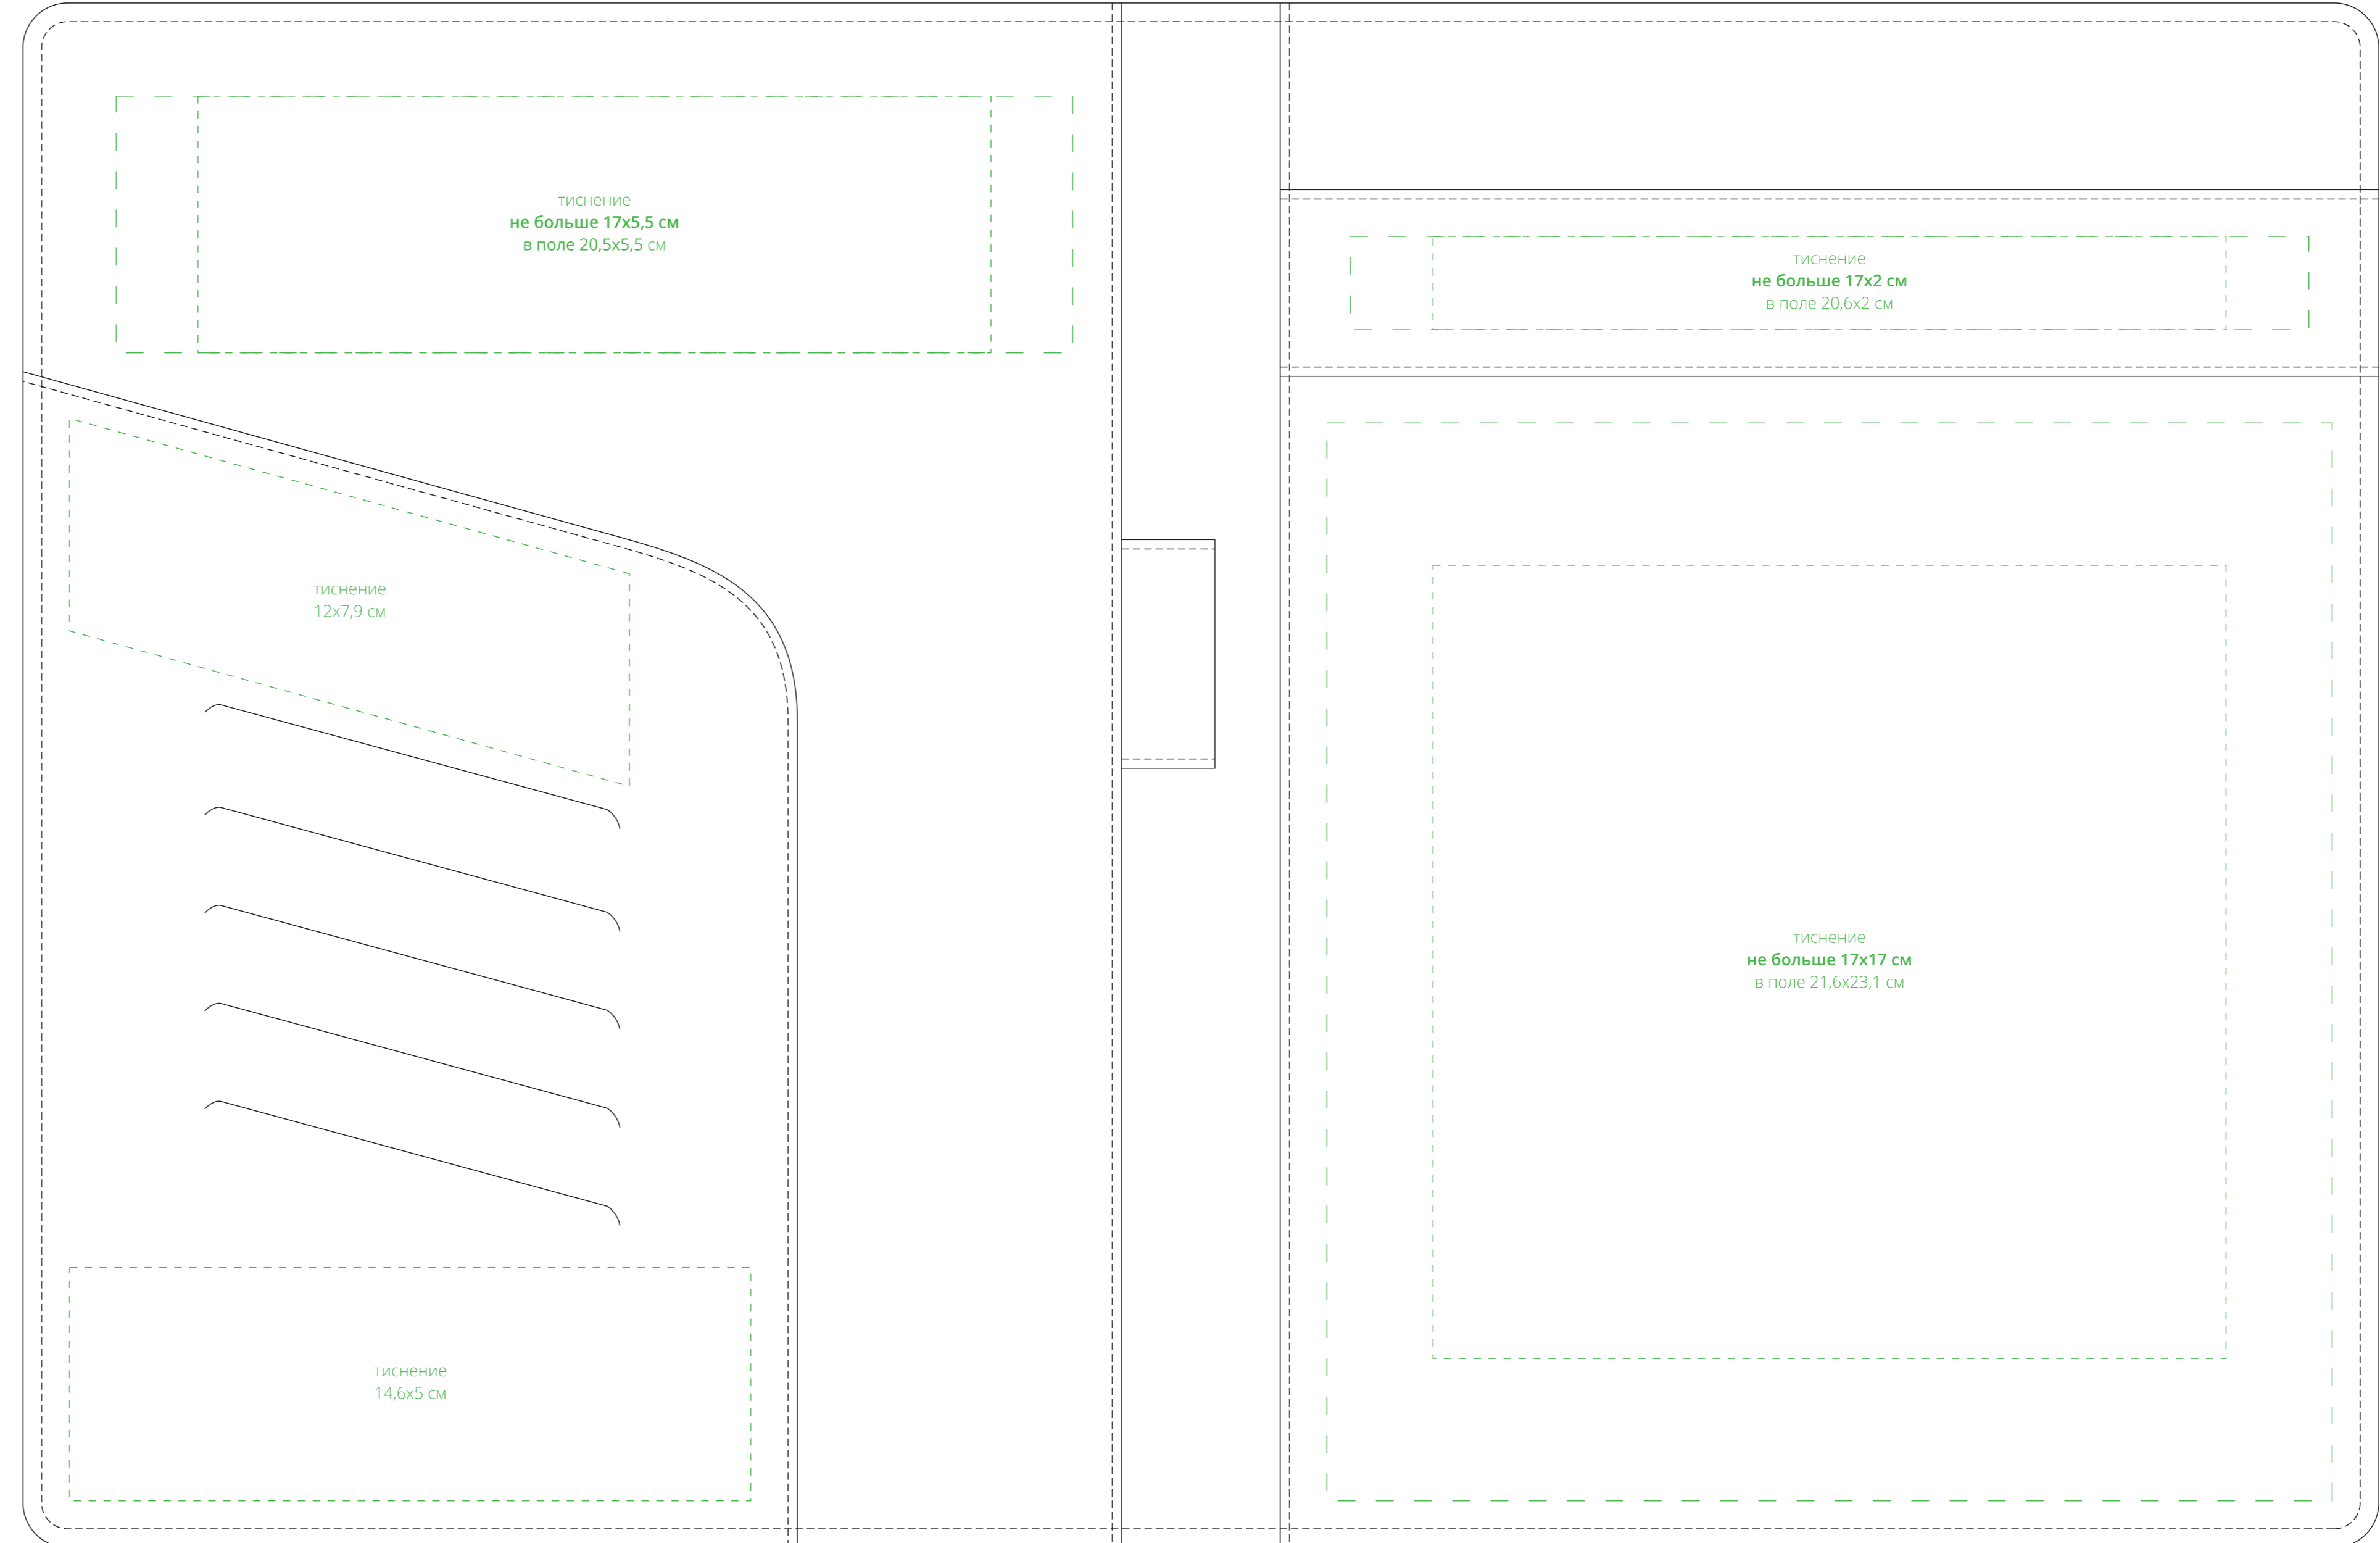 тиснение
не больше 17х5,5 см
в поле 20,5х5,5 см
тиснение
не больше 17х2 см
в поле 20,6х2 см
тиснение
12х7,9 см
тиснение
не больше 17х17 см
в поле 21,6х23,1 см
тиснение
14,6х5 см